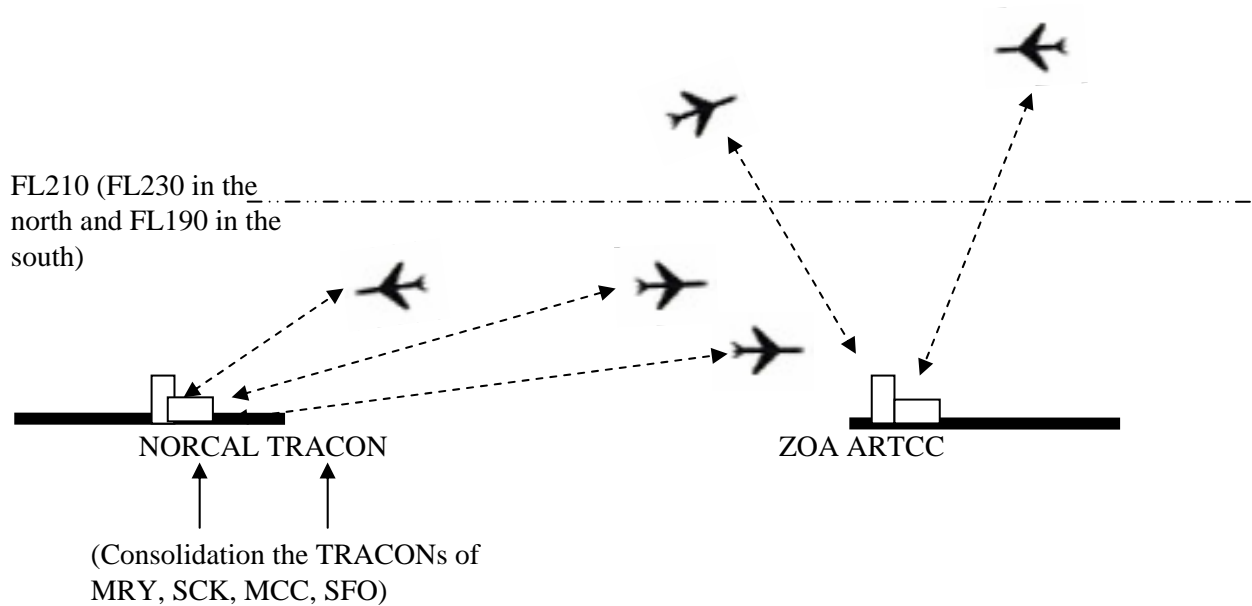 FL210 (FL230 in the
north and FL190 in the
south)
NORCAL TRACON
ZOA ARTCC
(Consolidation the TRACONs of
MRY, SCK, MCC, SFO)